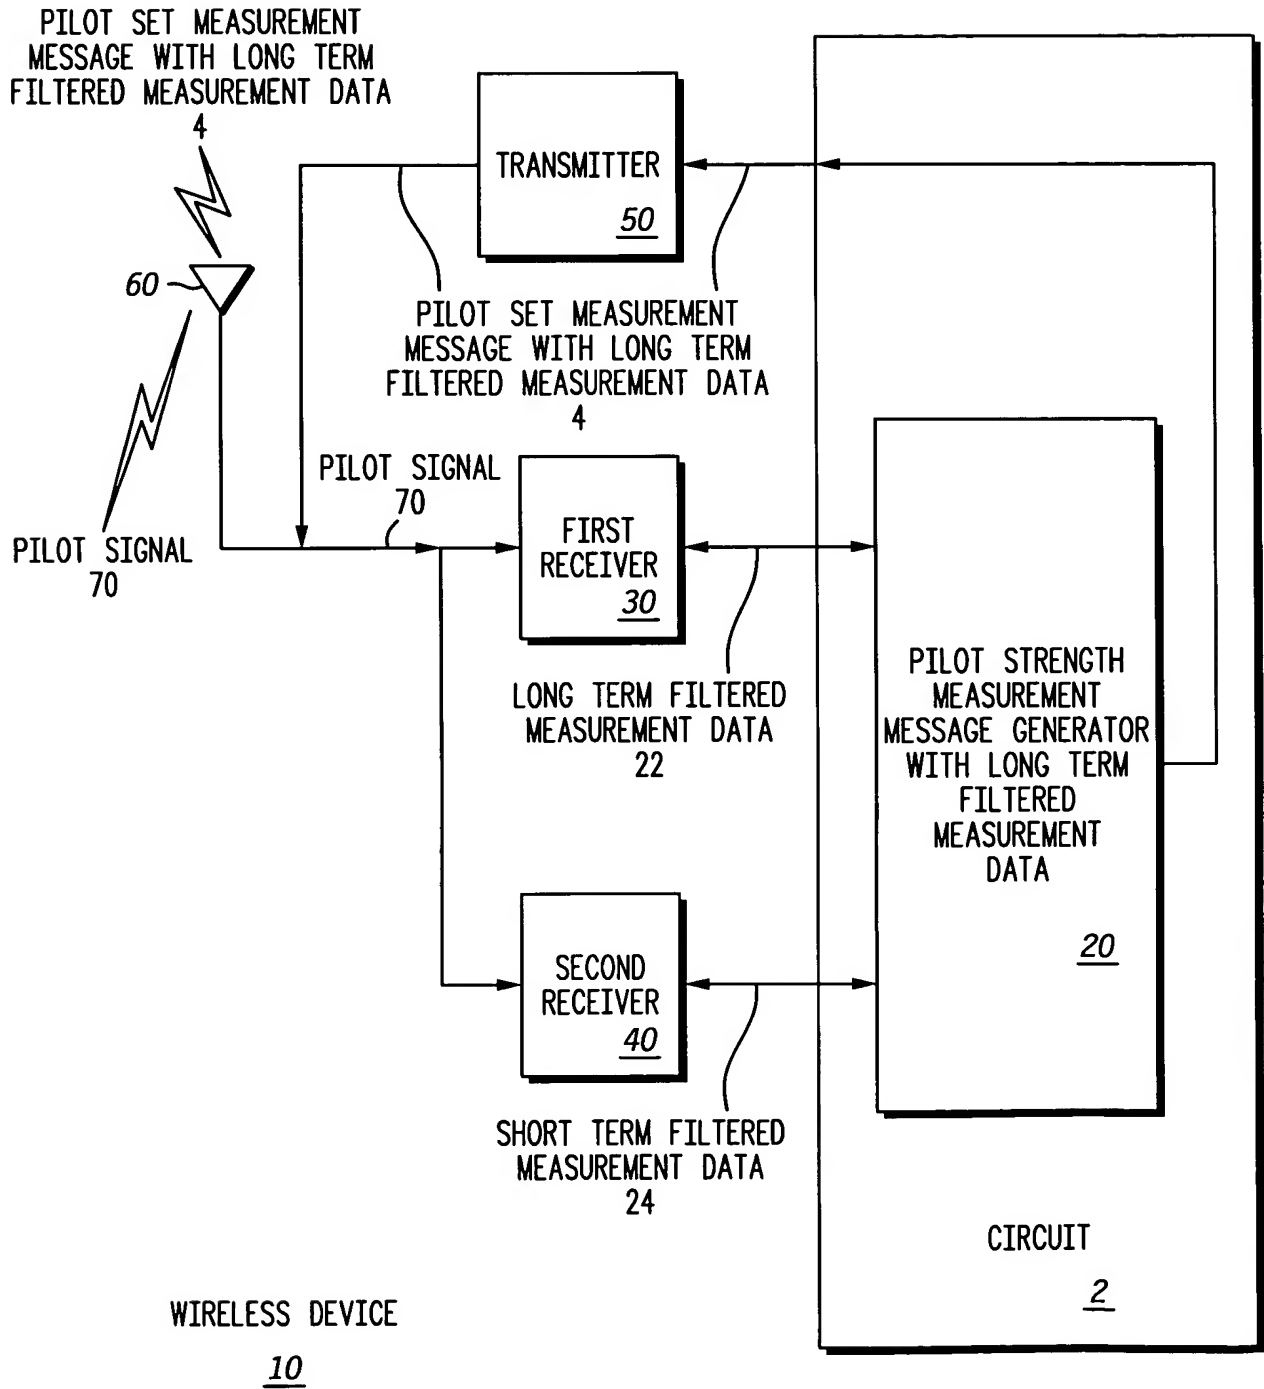 PILOT SET MEASUREMENT
MESSAGE WITH LONG TERM
FILTERED MEASUREMENT DATA
4
TRANSMITTER
50
60
PILOT SET MEASUREMENT
MESSAGE WITH LONG TERM
FILTERED MEASUREMENT DATA
4
PILOT SIGNAL
70
PILOT SIGNAL
70
FIRST
RECEIVER
30
LONG TERM FILTERED
MEASUREMENT DATA
22
PILOT STRENGTH
MEASUREMENT
MESSAGE GENERATOR
WITH LONG TERM
FILTERED
MEASUREMENT
DATA
20
SECOND
RECEIVER
40
SHORT TERM FILTERED
MEASUREMENT DATA
24
CIRCUIT
2
WIRELESS DEVICE
10